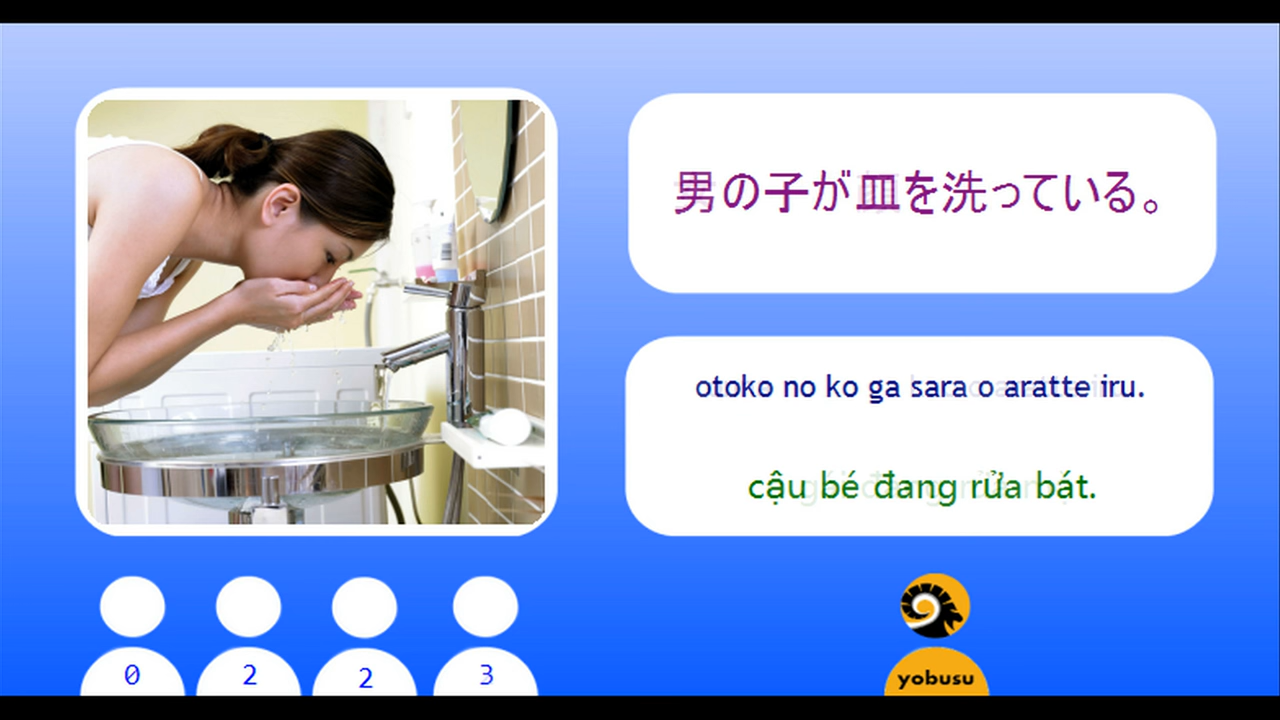 男の子が皿を洗っている。
otoko no ko ga sara o aratte iru.
cậu bé đang rửa bát.
0 2 2 3
yobusu